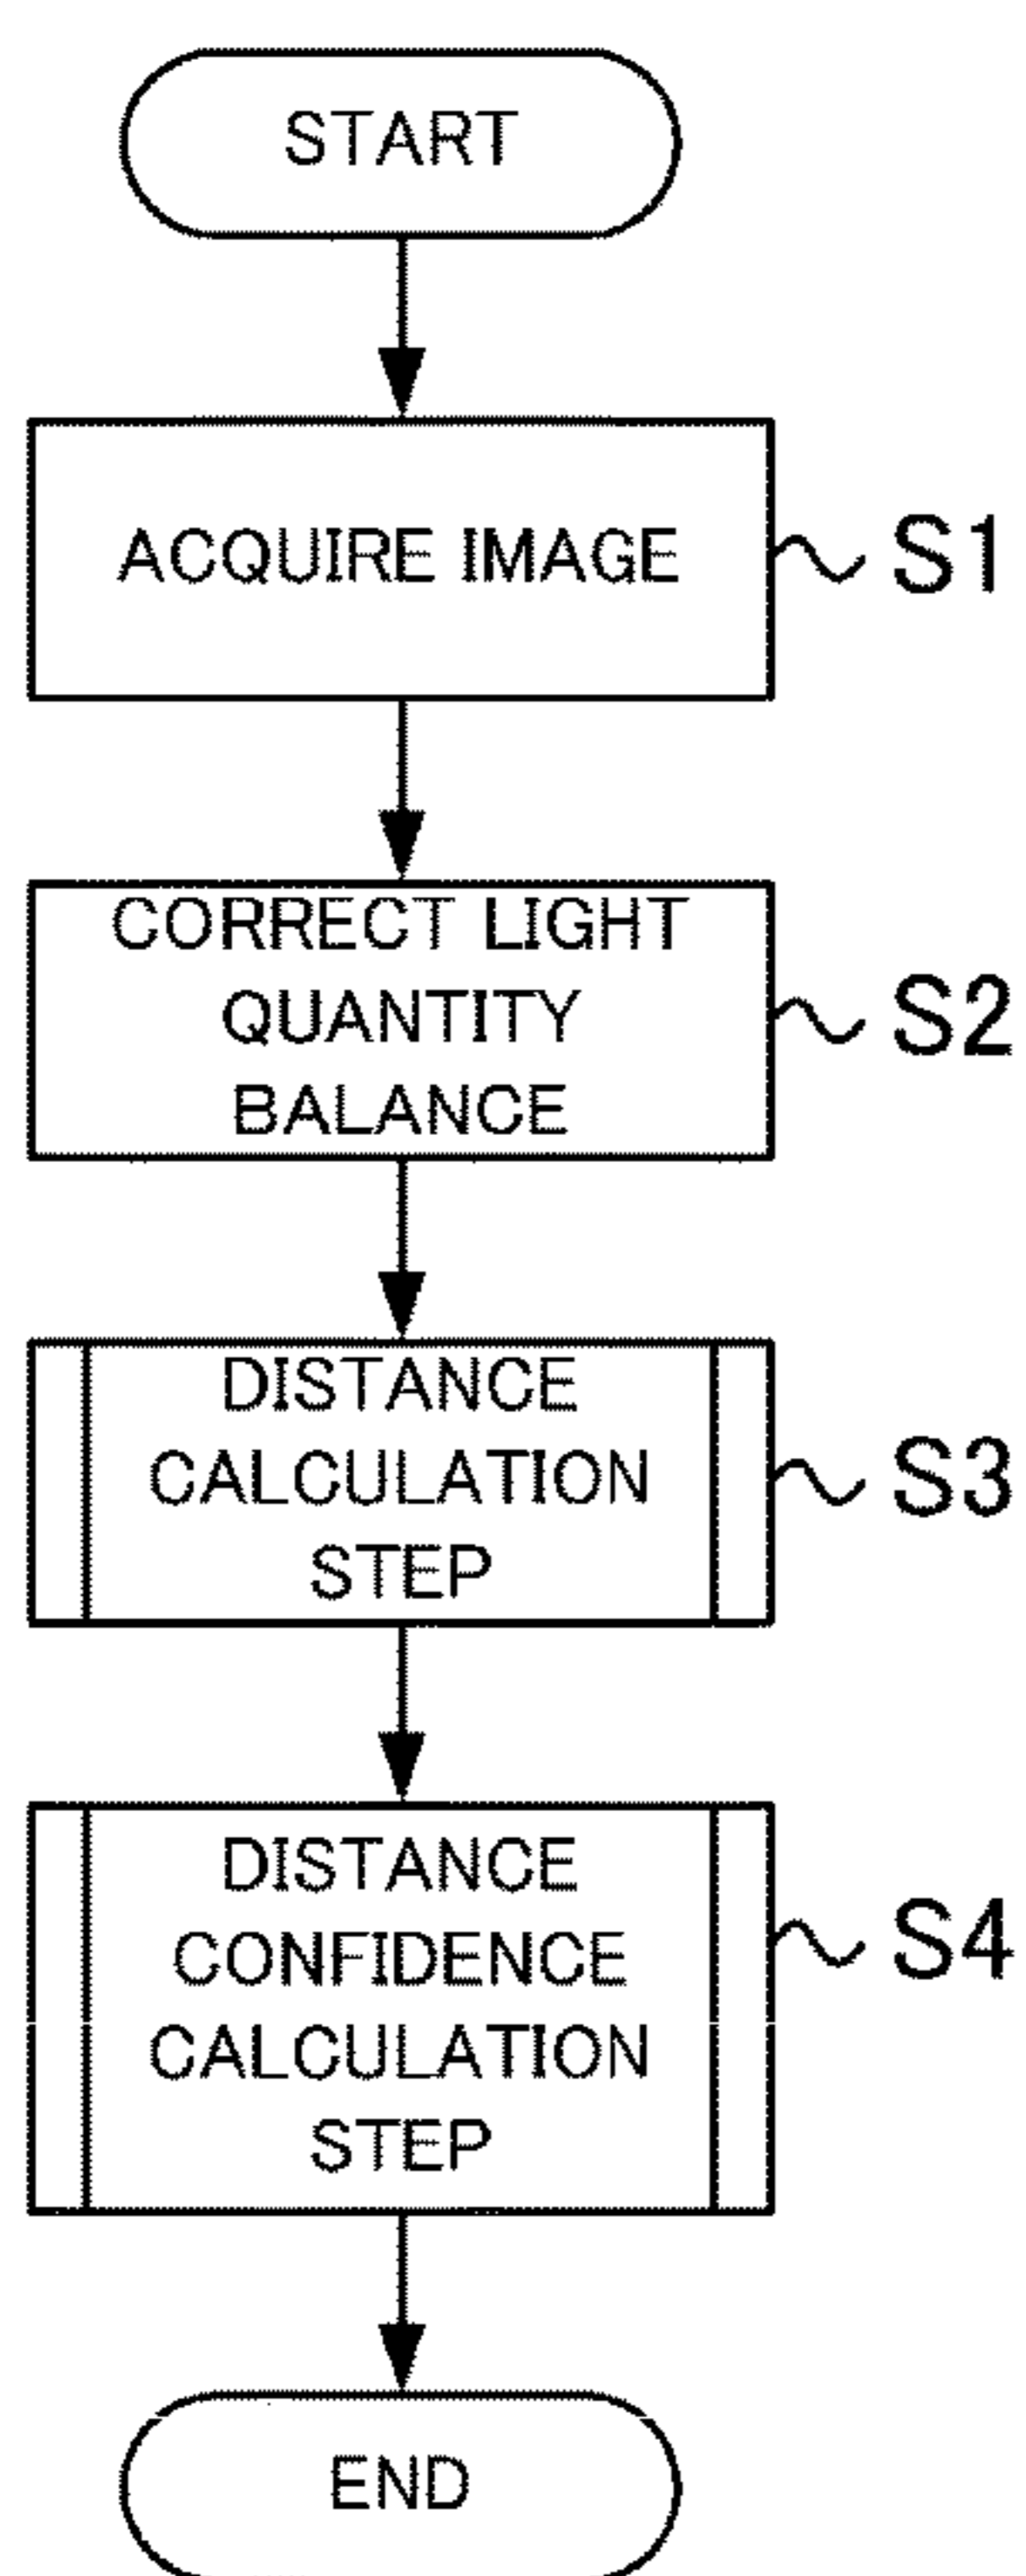 START
ACQUIRE IMAGE
S1
CORRECT LIGHT
QUANTITY
BALANCE
S2
DISTANCE
CALCULATION
STEP
S3
DISTANCE
CONFIDENCE
CALCULATION
STEP
S4
END